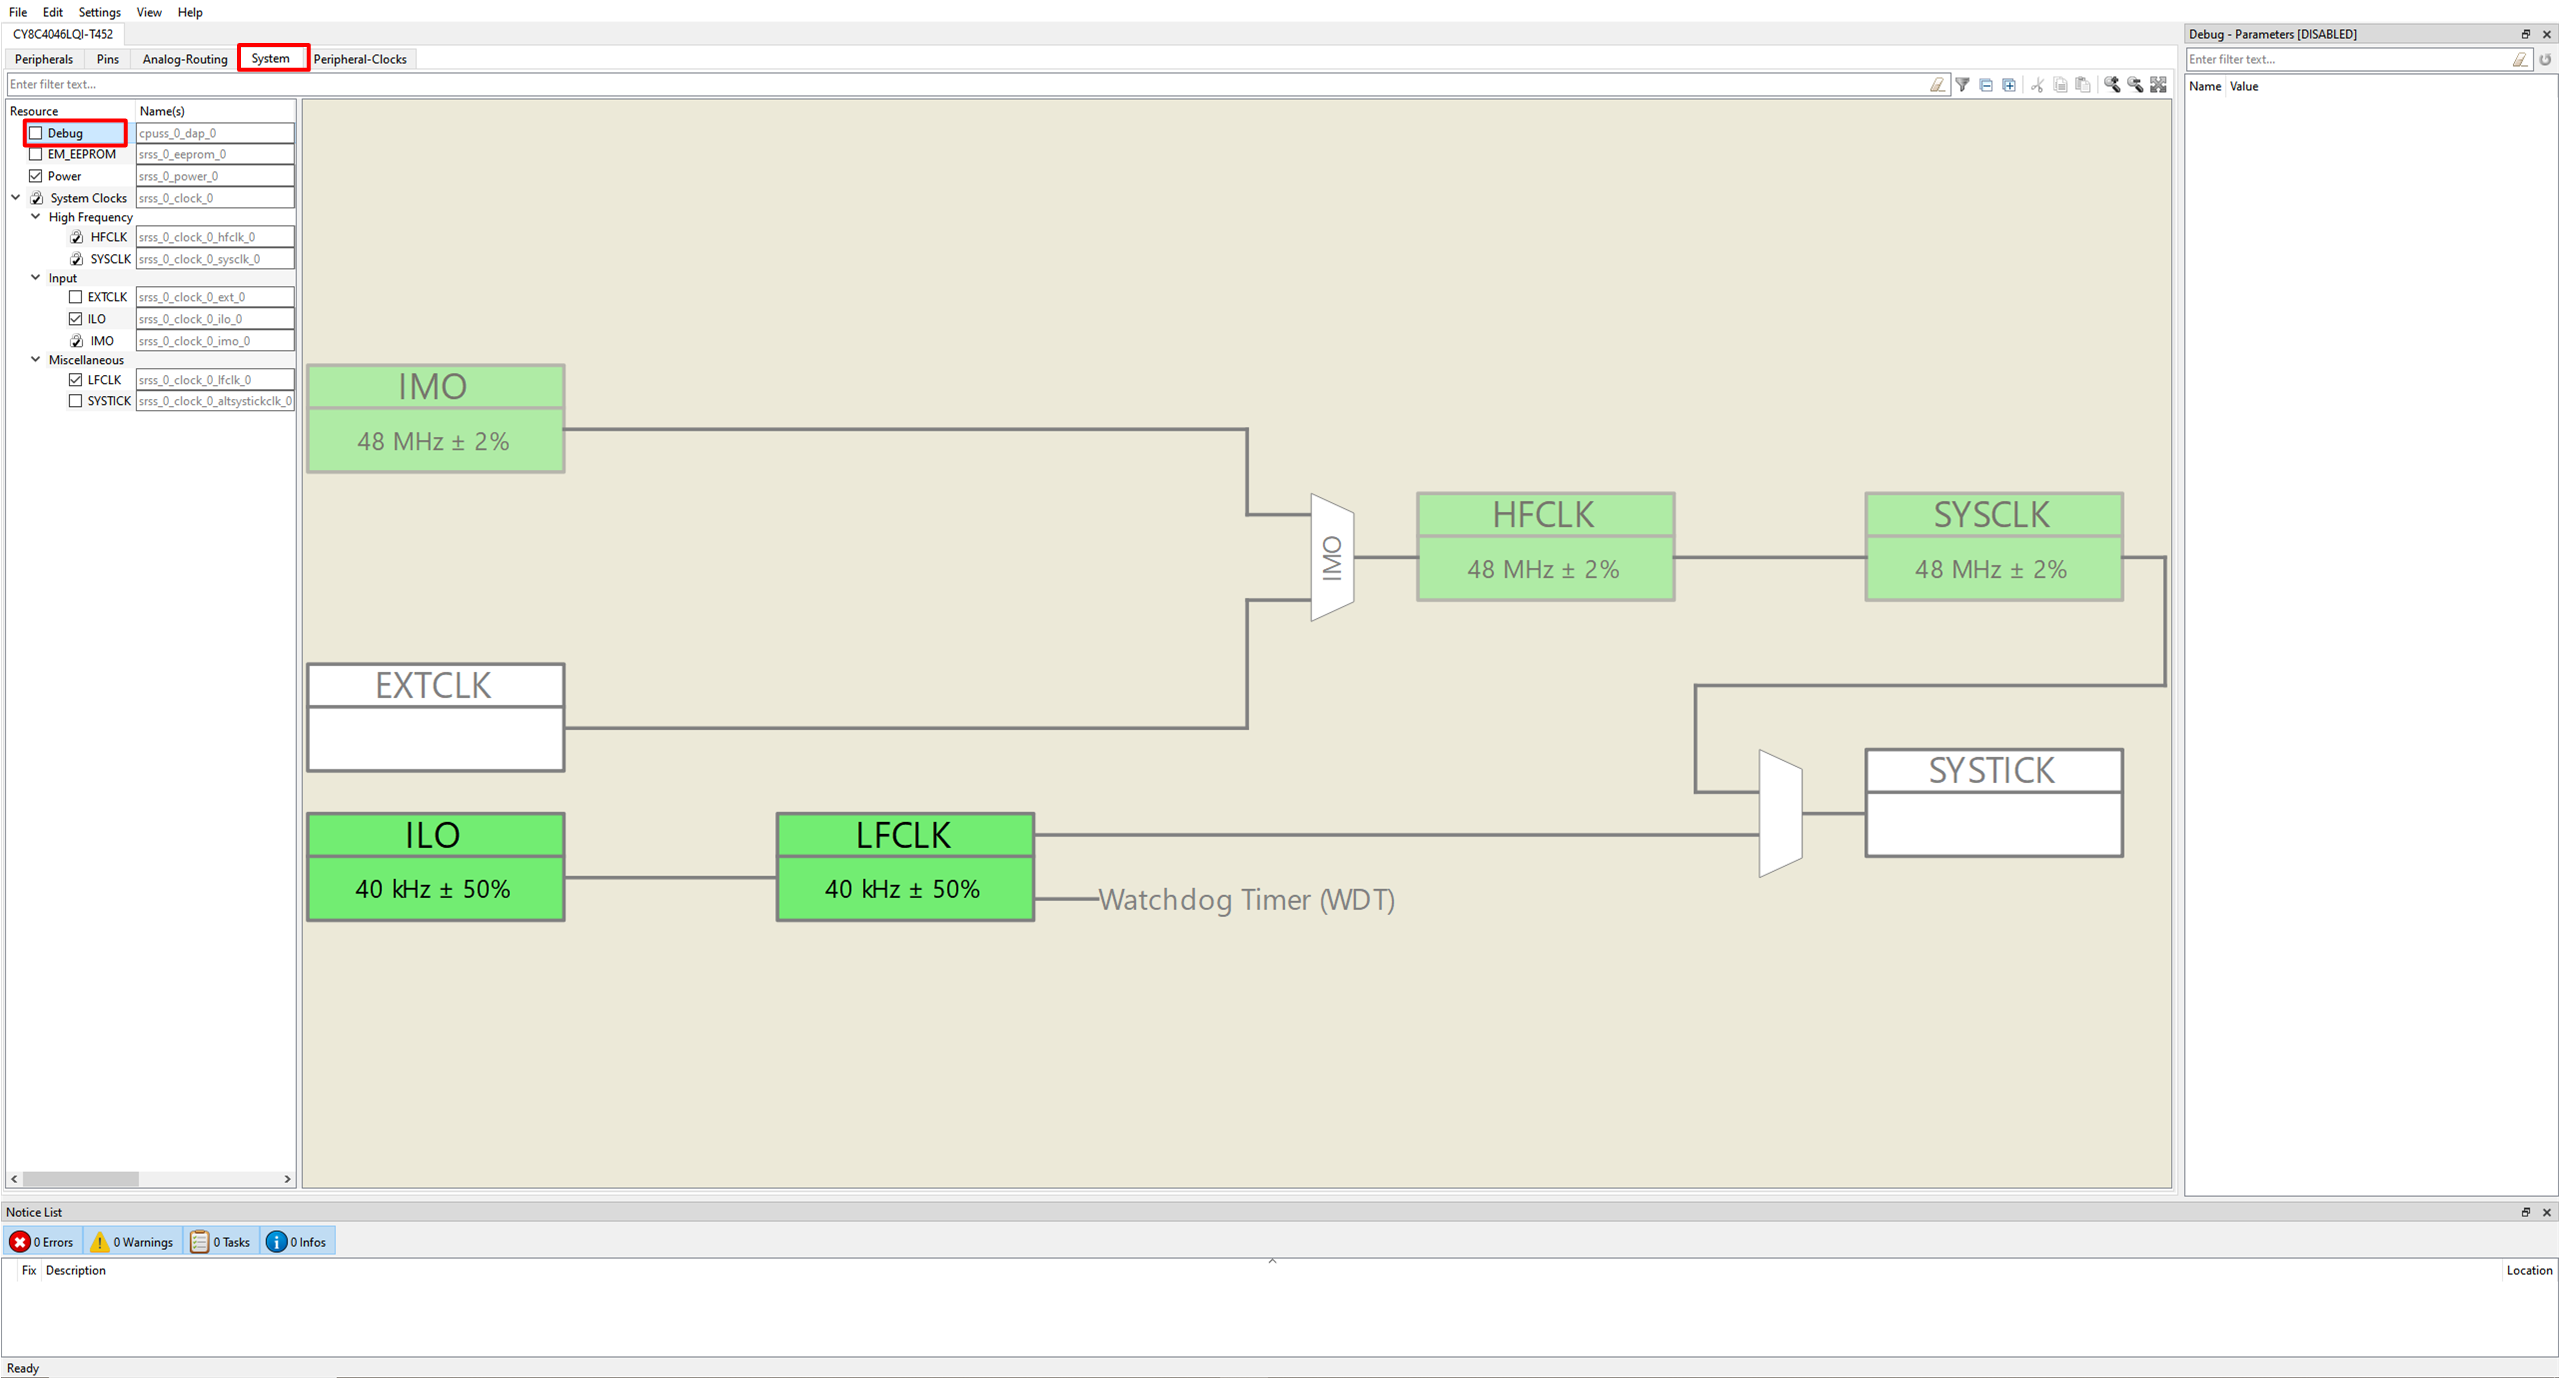 File Edit Settings View Help
CY8C4046LQI-T452
Peripherals Pins Analog-Routing System Peripheral-Clocks
Enter filter text...
Resource Name(s)
Debug cpuss_0_dap_0
EM_EEPROM srss_0_eeprom_0
Power srss_0_power_0
System Clocks srss_0_clock_0
High Frequency
HFCLK srss_0_clock_0_hfclk_0
SYSCLK srss_0_clock_0_sysclk_0
Input
EXTCLK srss_0_clock_0_ext_0
ILO srss_0_clock_0_ilo_0
IMO srss_0_clock_0_imo_0
Miscellaneous
LFCLK srss_0_clock_0_lfclk_0
SYSTICK srss_0_clock_0_altsystickclk_0
IMO
48 MHz ± 2%
IMO
HFCLK
48 MHz ± 2%
SYSCLK
48 MHz ± 2%
EXTCLK
SYSTICK
ILO
40 kHz ± 50%
LFCLK
40 kHz ± 50%
Watchdog Timer (WDT)
Debug - Parameters [DISABLED]
Enter filter text...
Name Value
Notice List
0 Errors 0 Warnings 0 Tasks 0 Infos
Fix Description Location
Ready